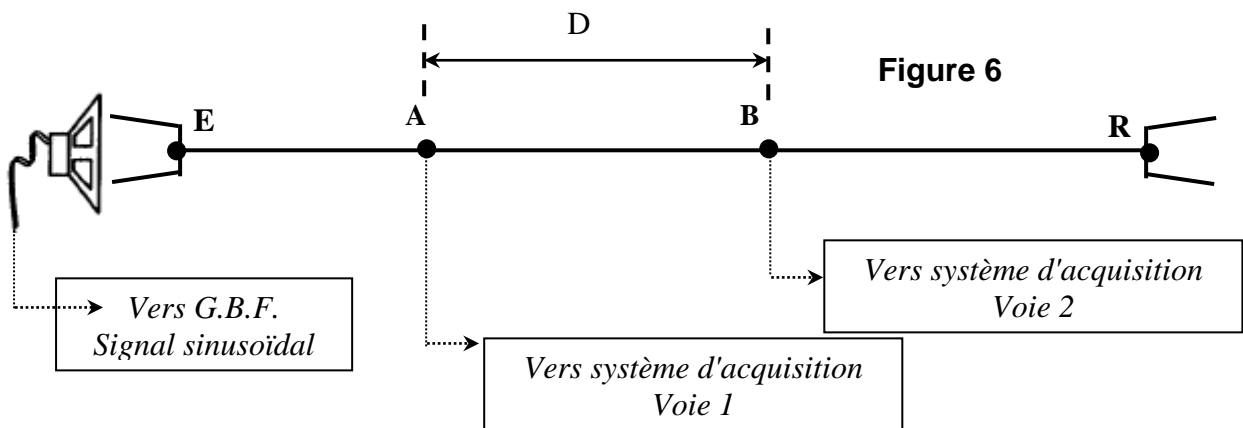 D
Figure 6
E
A
B
R
Vers G.B.F.
Signal sinusoïdal
Vers système d'acquisition
Voie 1
Vers système d'acquisition
Voie 2